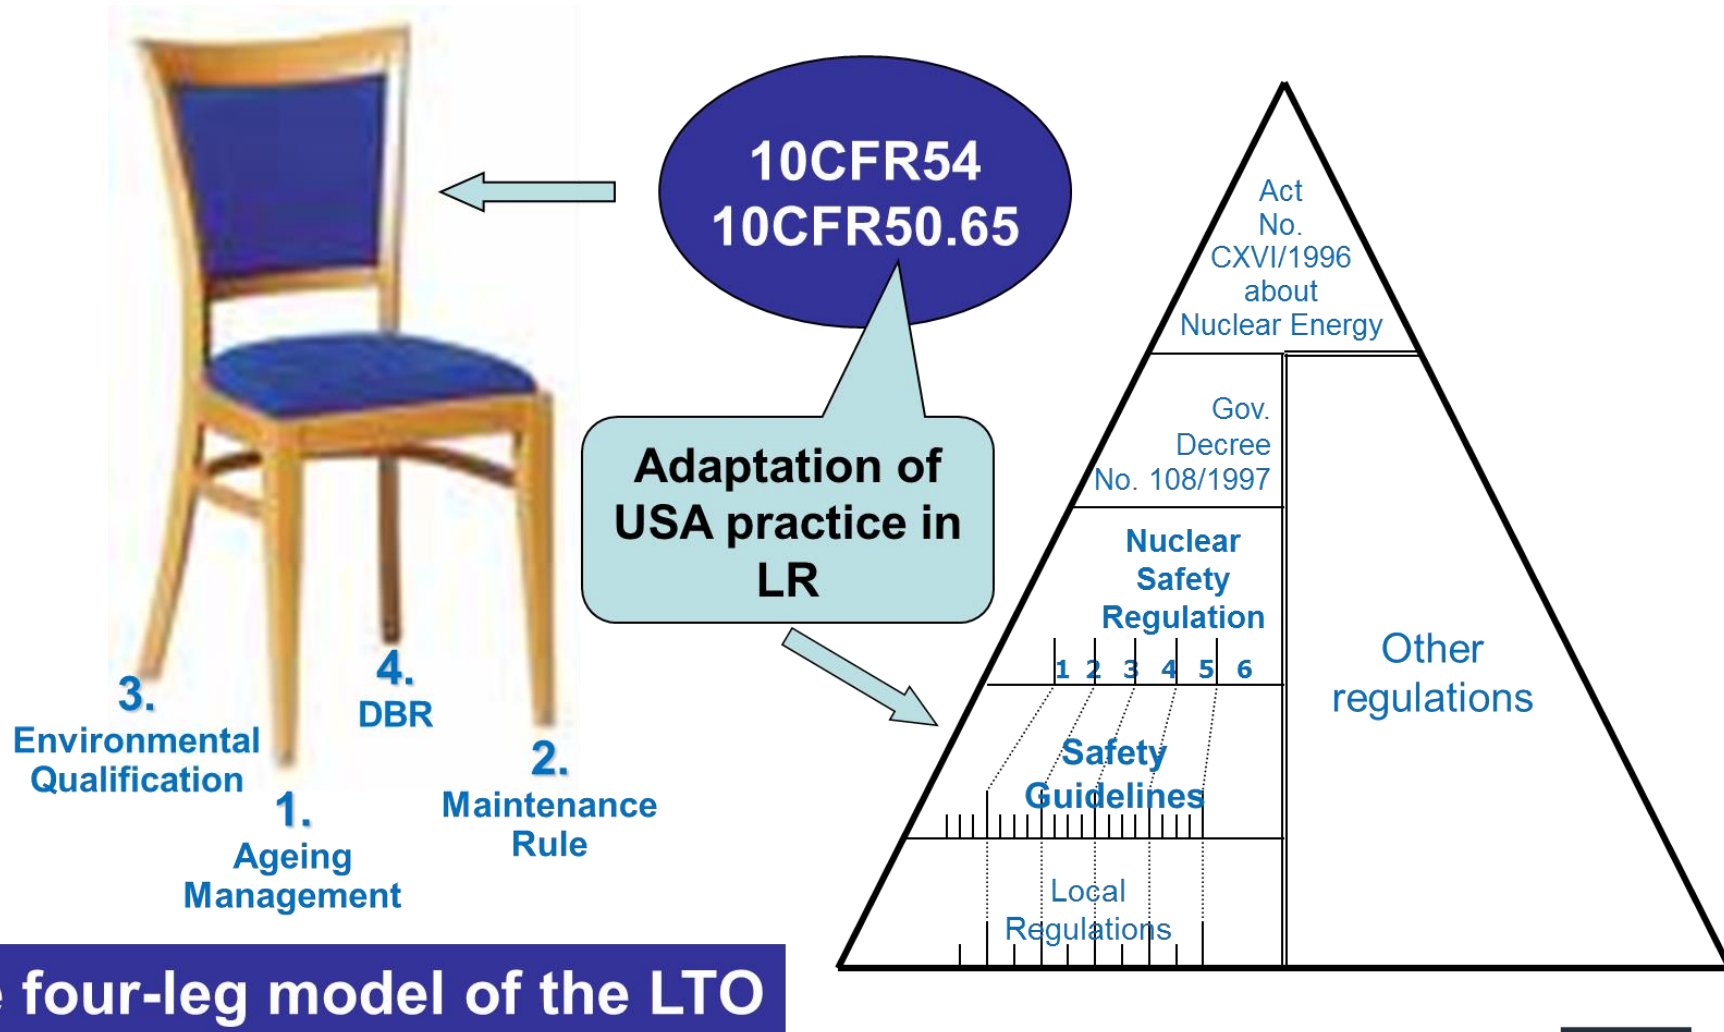 10CFR54
10CFR50.65
Adaptation of
USA practice in
LR
3.
Environmental
Qualification
4.
DBR
1.
Ageing
Management
2.
Maintenance
Rule
four-leg model of the LTO
Act
No.
CXVI/1996
about
Nuclear Energy
Gov.
Decree
No. 108/1997
Nuclear
Safety
Regulation
1 2 3 4 5 6
Safety
Guidelines
Local
Regulations
Other
regulations